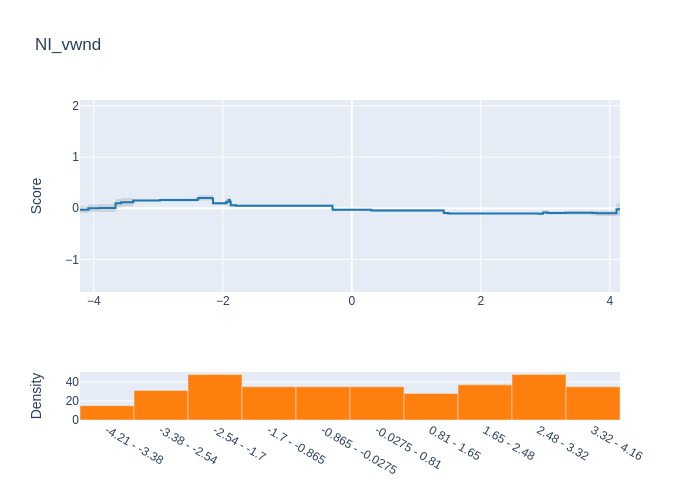 NI_vwnd
2
1
0
−1
Score
−4
−2
0
2
4
40
20
0
Density
-4.21 - -3.38
-3.38 - -2.54
-2.54 - -1.7
-1.7 - -0.865
-0.865 - -0.0275
-0.0275 - 0.81
0.81 - 1.65
1.65 - 2.48
2.48 - 3.32
3.32 - 4.16